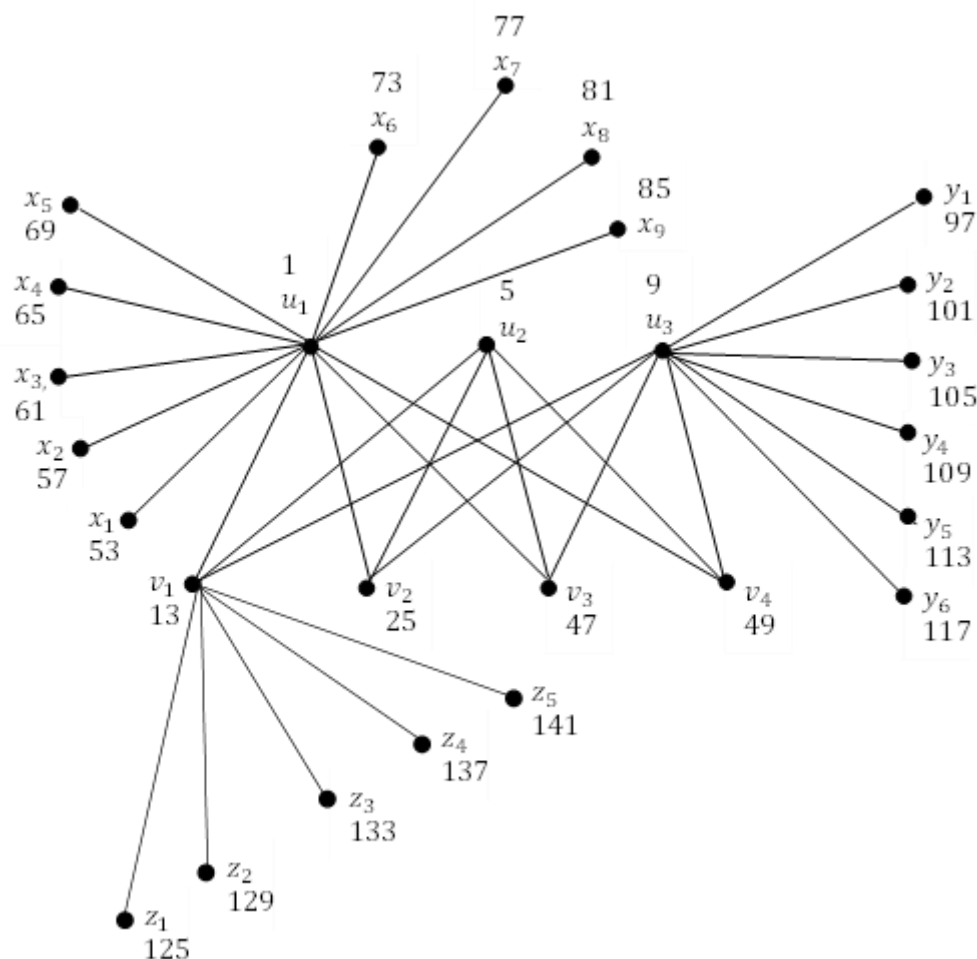 77
x₇
73
x₆
81
x₈
85
x₉
x₅
69
y₁
97
1
u₁
5
u₂
9
u₃
x₄
65
y₂
101
x₃,
61
y₃
105
x₂
57
y₄
109
x₁
53
y₅
113
v₁
13
v₂
25
v₃
47
v₄
49
y₆
117
z₅
141
z₄
137
z₃
133
z₂
129
z₁
125